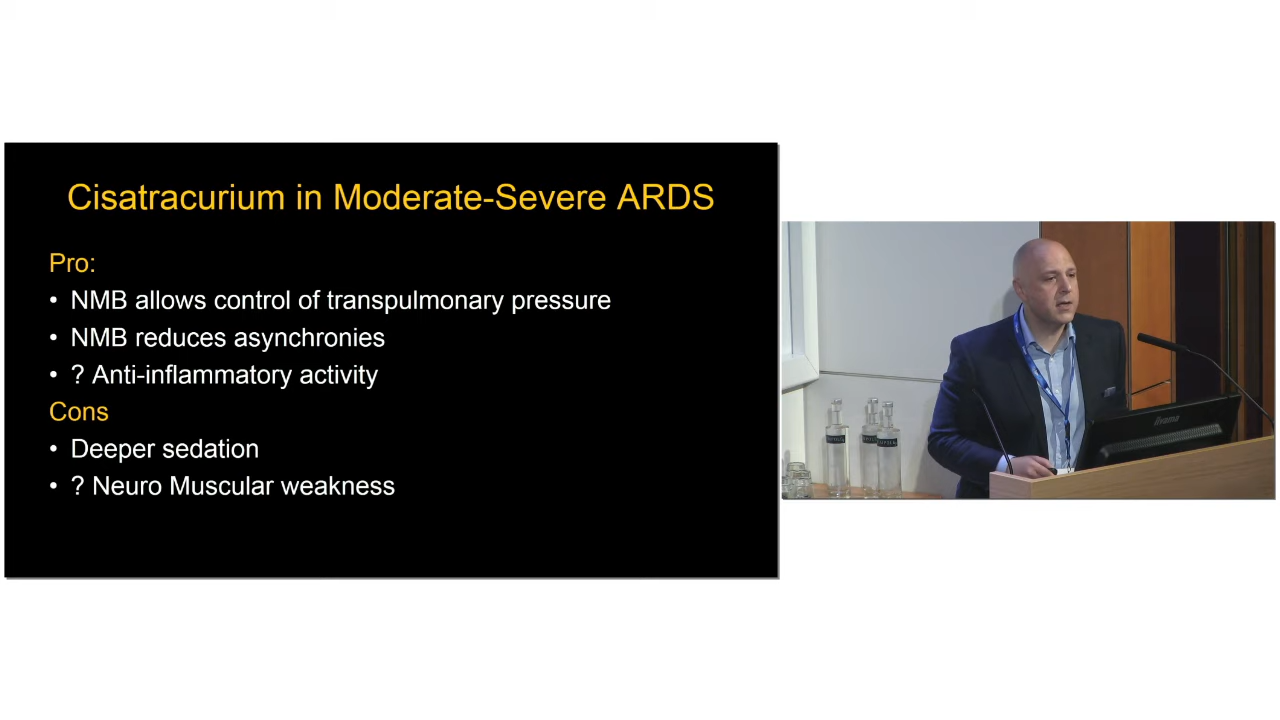 Cisatracurium in Moderate-Severe ARDS
Pro:
• NMB allows control of transpulmonary pressure
• NMB reduces asynchronies
• ? Anti-inflammatory activity
Cons
• Deeper sedation
• ? Neuro Muscular weakness
iiyama